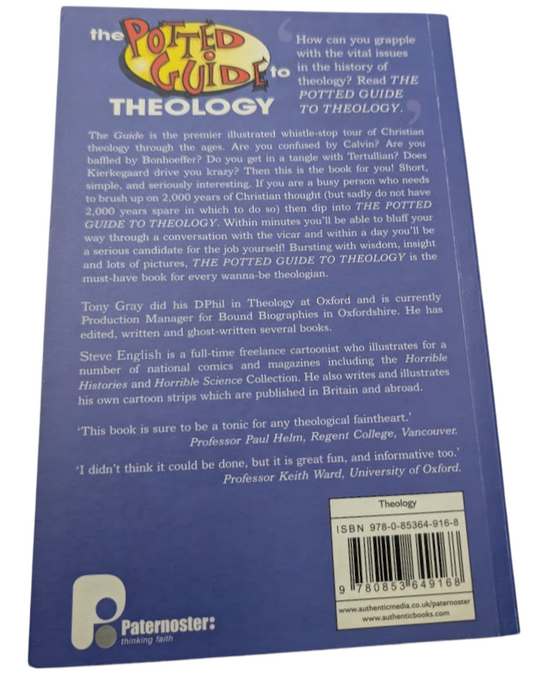 the POTTED GUIDE to
THEOLOGY
‘ How can you grapple
with the vital issues
in the history of
theology? Read THE
POTTED GUIDE
TO THEOLOGY. ’
The Guide is the premier illustrated whistle-stop tour of Christian
theology through the ages. Are you confused by Calvin? Are you
baffled by Bonhoeffer? Do you get in a tangle with Tertullian? Does
Kierkegaard drive you krazy? Then this is the book for you! Short,
simple, and seriously interesting. If you are a busy person who needs
to brush up on 2,000 years of Christian thought (but sadly do not have
2,000 years spare in which to do so) then dip into THE POTTED
GUIDE TO THEOLOGY. Within minutes you'll be able to bluff your
way through a conversation with the vicar and within a day you'll be
a serious candidate for the job yourself! Bursting with wisdom, insight
and lots of pictures, THE POTTED GUIDE TO THEOLOGY is the
must-have book for every wanna-be theologian.
Tony Gray did his DPhil in Theology at Oxford and is currently
Production Manager for Bound Biographies in Oxfordshire. He has
edited, written and ghost-written several books.
Steve English is a full-time freelance cartoonist who illustrates for a
number of national comics and magazines including the Horrible
Histories and Horrible Science Collection. He also writes and illustrates
his own cartoon strips which are published in Britain and abroad.
‘This book is sure to be a tonic for any theological faintheart.’
Professor Paul Helm, Regent College, Vancouver.
‘I didn't think it could be done, but it is great fun, and informative too.’
Professor Keith Ward, University of Oxford.
Theology
ISBN 978-0-85364-916-8
9 780853 649168
www.authenticmedia.co.uk/paternoster
www.authenticbooks.com
Paternoster:
thinking faith